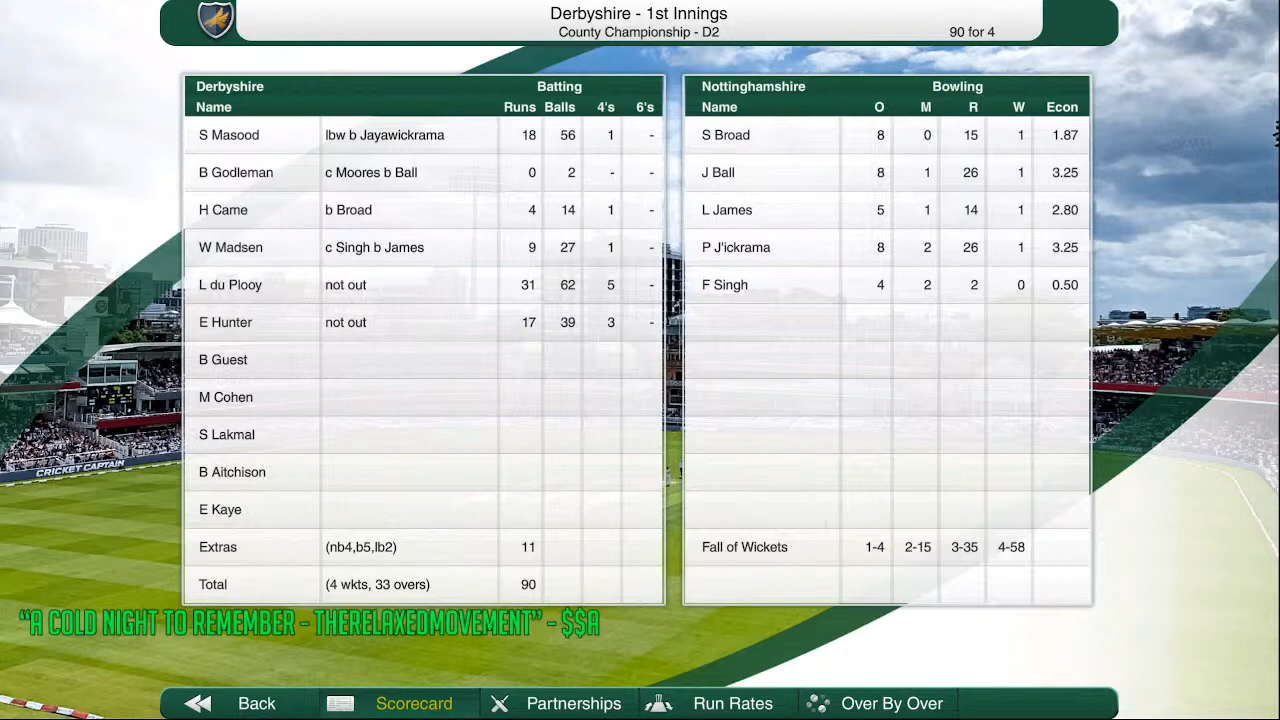 Derbyshire - 1st Innings
County Championship - D2
90 for 4
Derbyshire Batting
Name Runs Balls 4's 6's
S Masood lbw b Jayawickrama 18 56 1 -
B Godleman c Moores b Ball 0 2 - -
H Came b Broad 4 14 1 -
W Madsen c Singh b James 9 27 1 -
L du Plooy not out 31 62 5 -
E Hunter not out 17 39 3 -
B Guest
M Cohen
S Lakmal
B Aitchison
E Kaye
Extras (nb4,b5,lb2) 11
Total (4 wkts, 33 overs) 90
Nottinghamshire Bowling
Name O M R W Econ
S Broad 8 0 15 1 1.87
J Ball 8 1 26 1 3.25
L James 5 1 14 1 2.80
P J'ickrama 8 2 26 1 3.25
F Singh 4 2 2 0 0.50
Fall of Wickets 1-4 2-15 3-35 4-58
CRICKET CAPTAIN
“A COLD NIGHT TO REMEMBER - THERELAXEDMOVEMENT” - $$A
Back Scorecard Partnerships Run Rates Over By Over